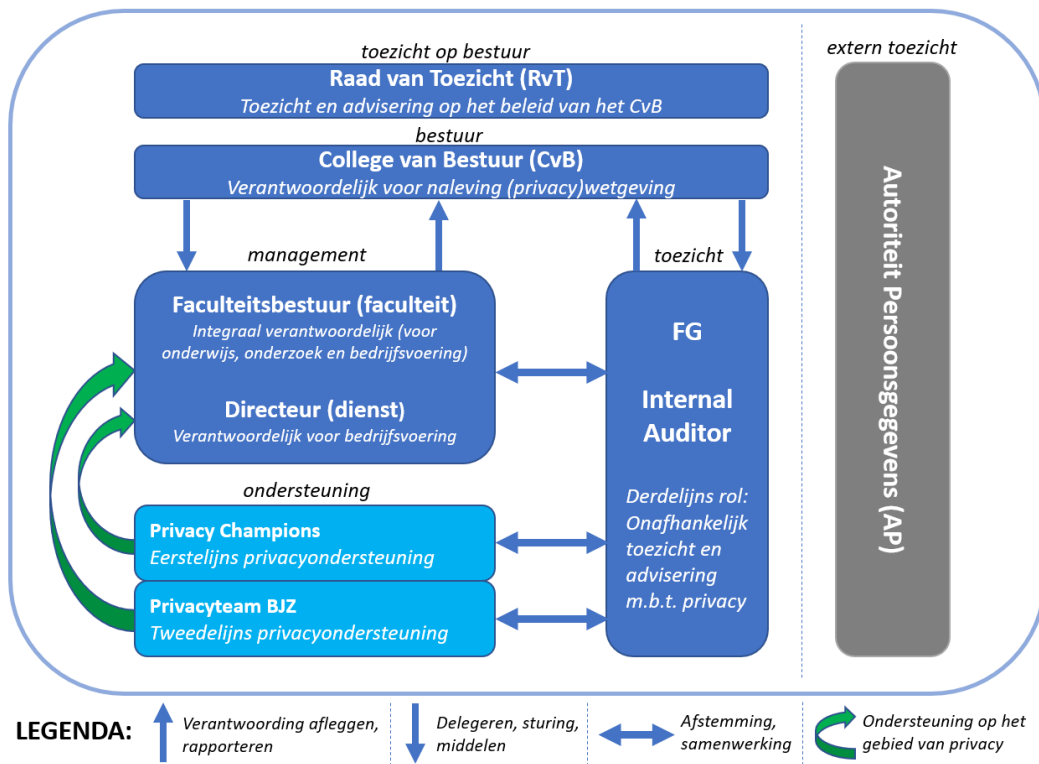 toezicht op bestuur
Raad van Toezicht (RvT)
Toezicht en advisering op het beleid van het CvB
bestuur
College van Bestuur (CvB)
Verantwoordelijk voor naleving (privacy)wetgeving
management
Faculteitsbestuur (faculteit)
Integraal verantwoordelijk (voor
onderwijs, onderzoek en bedrijfsvoering)
Directeur (dienst)
Verantwoordelijk voor bedrijfsvoering
toezicht
FG
Internal
Auditor
Derdelijns rol:
Onafhankelijk
toezicht en
advisering
m.b.t. privacy
ondersteuning
Privacy Champions
Eerstelijns privacyondersteuning
Privacyteam BJZ
Tweedelijns privacyondersteuning
extern toezicht
Autoriteit Persoonsgegevens (AP)
LEGENDA:
Verantwoording afleggen,
rapporteren
Delegeren, sturing,
middelen
Afstemming,
samenwerking
Ondersteuning op het
gebied van privacy